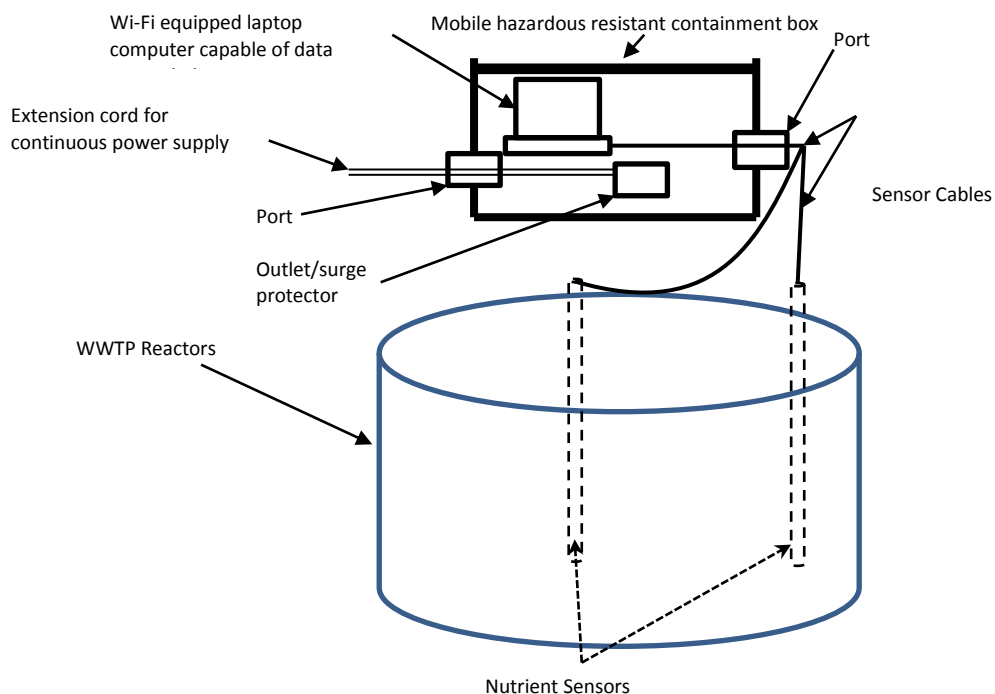 Wi-Fi equipped laptop
computer capable of data
Mobile hazardous resistant containment box
Port
Extension cord for
continuous power supply
Sensor Cables
Port
Outlet/surge
protector
WWTP Reactors
Nutrient Sensors